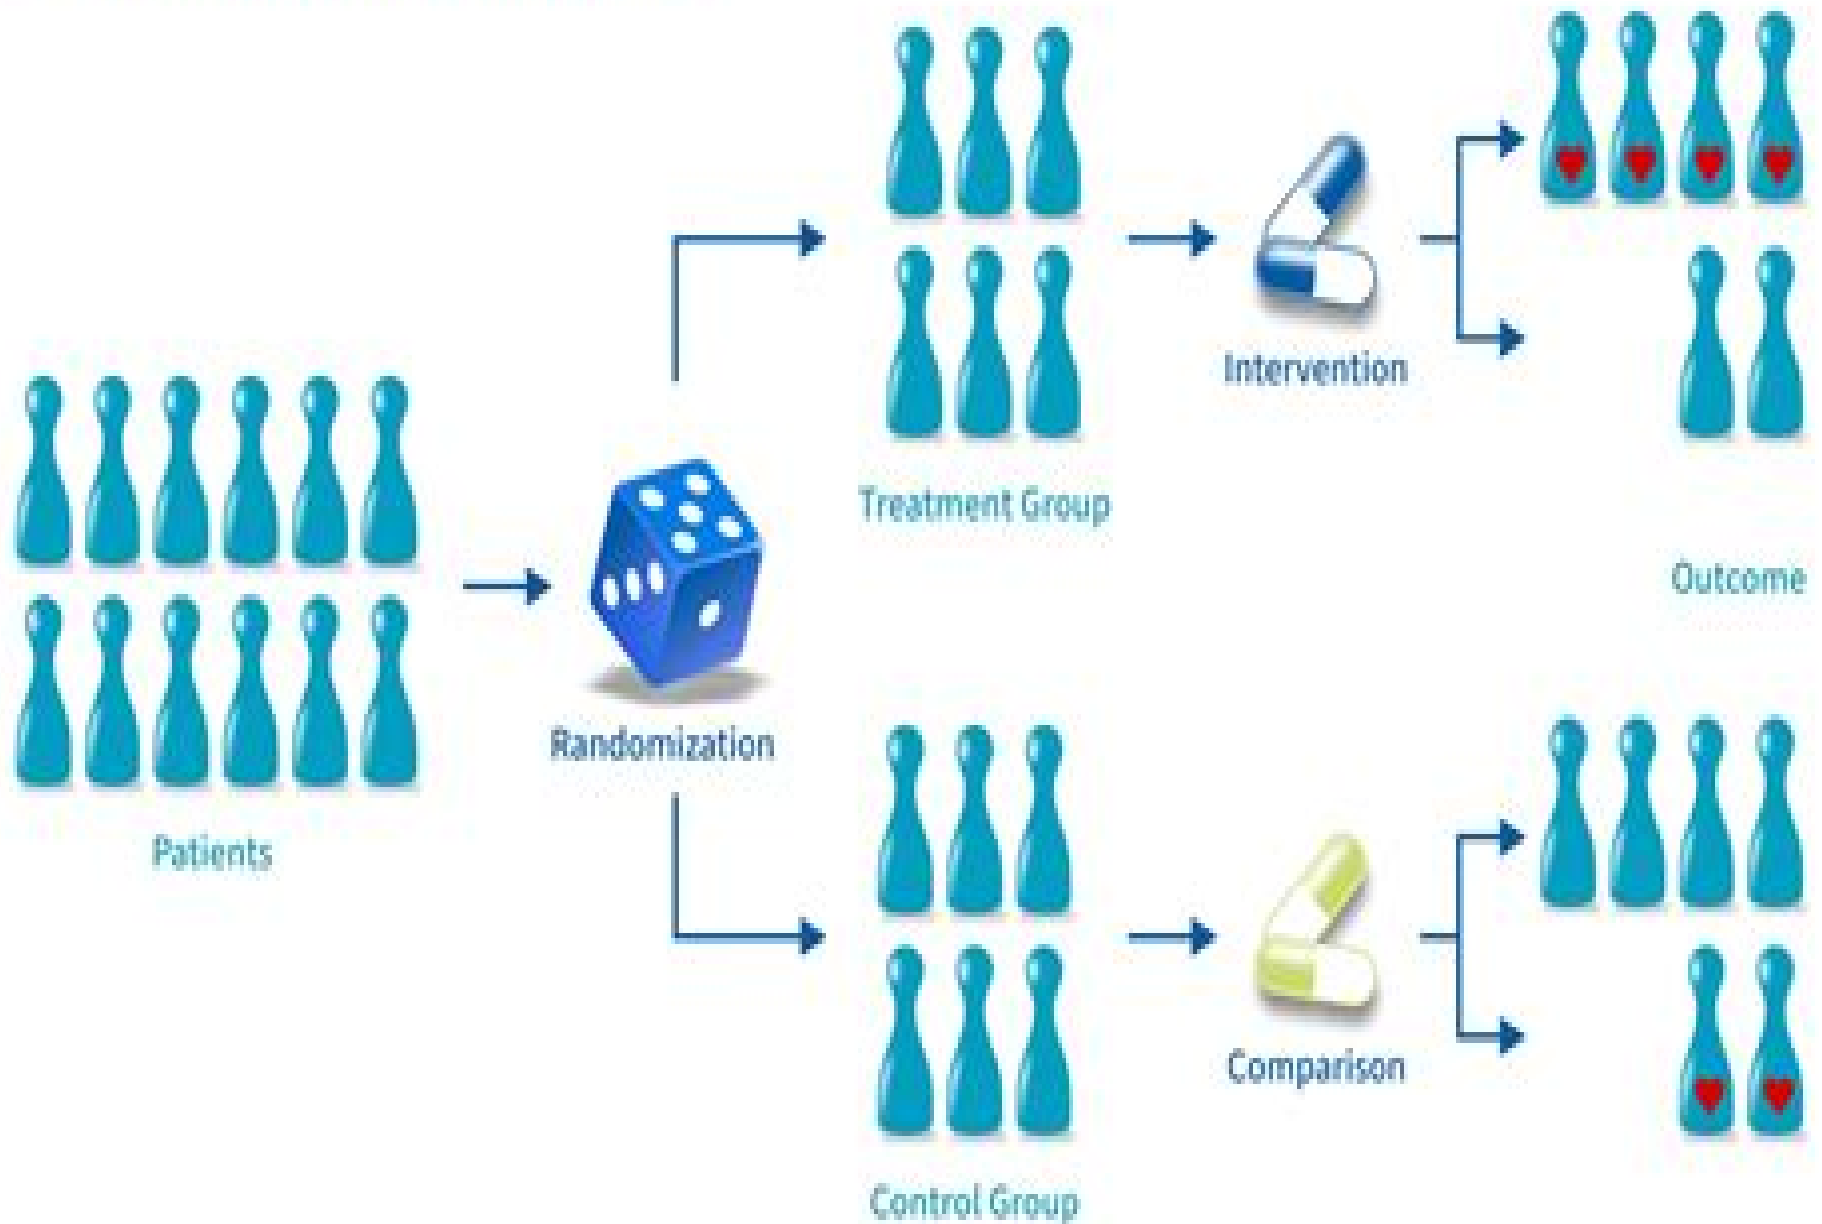 Treatment Group
Intervention
Outcome
Randomization
Patients
Comparison
Control Group